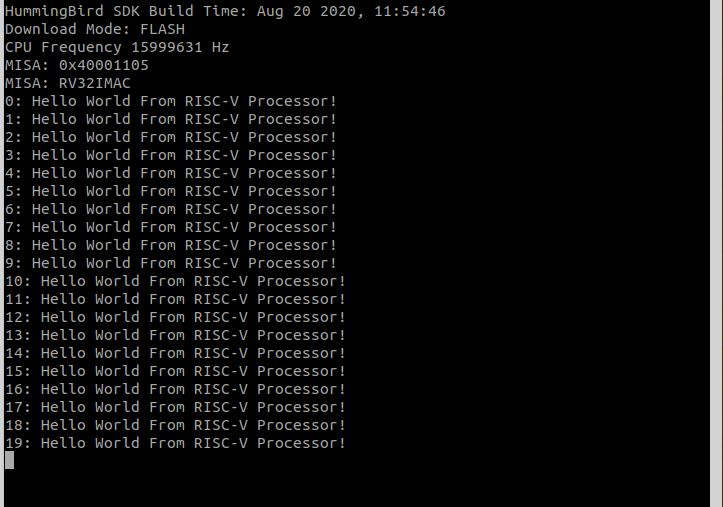 HummingBird SDK Build Time: Aug 20 2020, 11:54:46
Download Mode: FLASH
CPU Frequency 15999631 Hz
MISA: 0x40001105
MISA: RV32IMAC
0: Hello World From RISC-V Processor!
1: Hello World From RISC-V Processor!
2: Hello World From RISC-V Processor!
3: Hello World From RISC-V Processor!
4: Hello World From RISC-V Processor!
5: Hello World From RISC-V Processor!
6: Hello World From RISC-V Processor!
7: Hello World From RISC-V Processor!
8: Hello World From RISC-V Processor!
9: Hello World From RISC-V Processor!
10: Hello World From RISC-V Processor!
11: Hello World From RISC-V Processor!
12: Hello World From RISC-V Processor!
13: Hello World From RISC-V Processor!
14: Hello World From RISC-V Processor!
15: Hello World From RISC-V Processor!
16: Hello World From RISC-V Processor!
17: Hello World From RISC-V Processor!
18: Hello World From RISC-V Processor!
19: Hello World From RISC-V Processor!